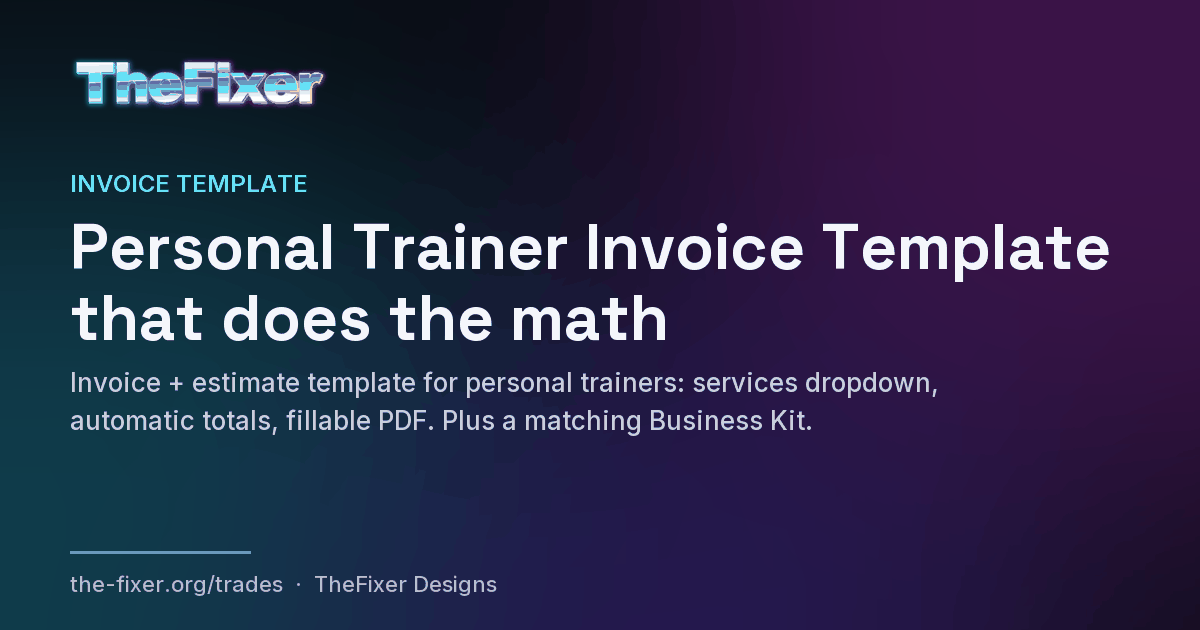 TheFixer
INVOICE TEMPLATE
Personal Trainer Invoice Template
that does the math
Invoice + estimate template for personal trainers: services dropdown,
automatic totals, fillable PDF. Plus a matching Business Kit.
the-fixer.org/trades · TheFixer Designs